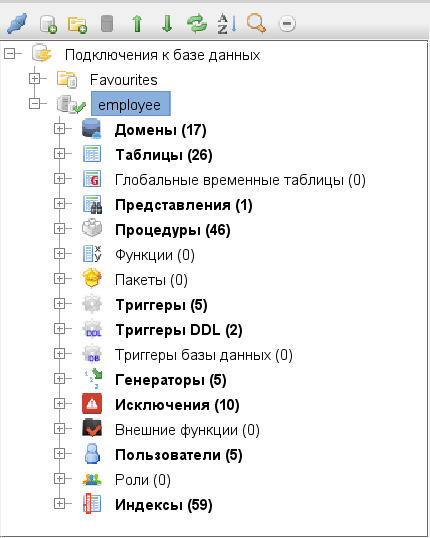 Подключения к базе данных
Favourites
employee
Домены (17)
Таблицы (26)
Глобальные временные таблицы (0)
Представления (1)
Процедуры (46)
Функции (0)
Пакеты (0)
Триггеры (5)
Триггеры DDL (2)
Триггеры базы данных (0)
Генераторы (5)
Исключения (10)
Внешние функции (0)
Пользователи (5)
Роли (0)
Индексы (59)